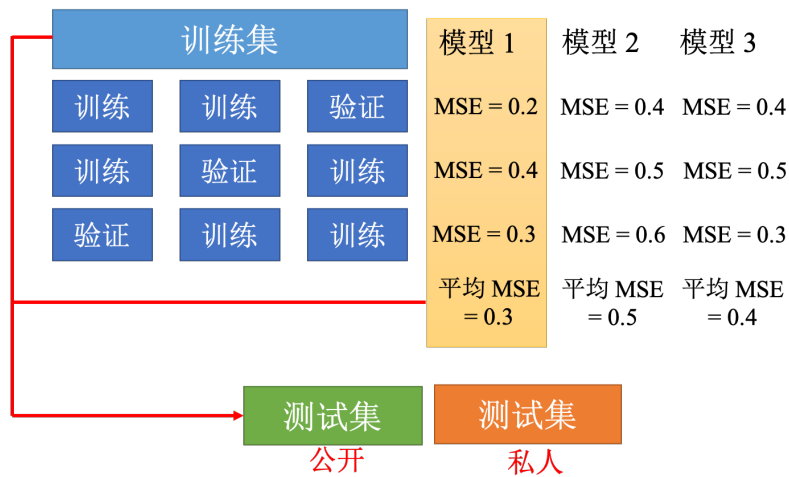 训练集 模型 1 模型 2 模型 3
训练 训练 验证 MSE = 0.2 MSE = 0.4 MSE = 0.4
训练 验证 训练 MSE = 0.4 MSE = 0.5 MSE = 0.5
验证 训练 训练 MSE = 0.3 MSE = 0.6 MSE = 0.3
平均 MSE 平均 MSE 平均 MSE
= 0.3 = 0.5 = 0.4
测试集 测试集
公开 私人